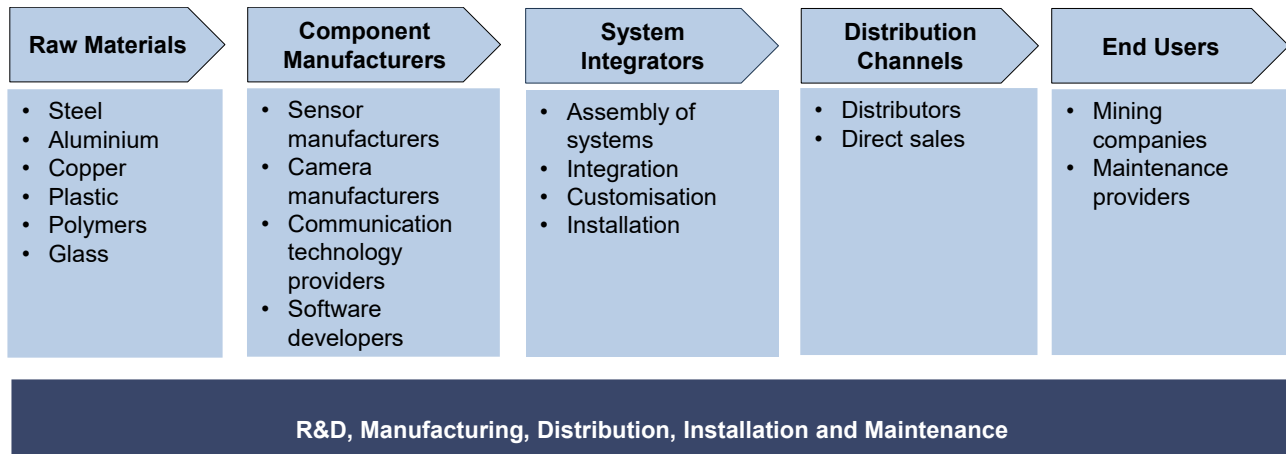 Raw Materials
Component
Manufacturers
System
Integrators
Distribution
Channels
End Users
• Steel
• Aluminium
• Copper
• Plastic
• Polymers
• Glass
• Sensor
manufacturers
• Camera
manufacturers
• Communication
technology
providers
• Software
developers
• Assembly of
systems
• Integration
• Customisation
• Installation
• Distributors
• Direct sales
• Mining
companies
• Maintenance
providers
R&D, Manufacturing, Distribution, Installation and Maintenance